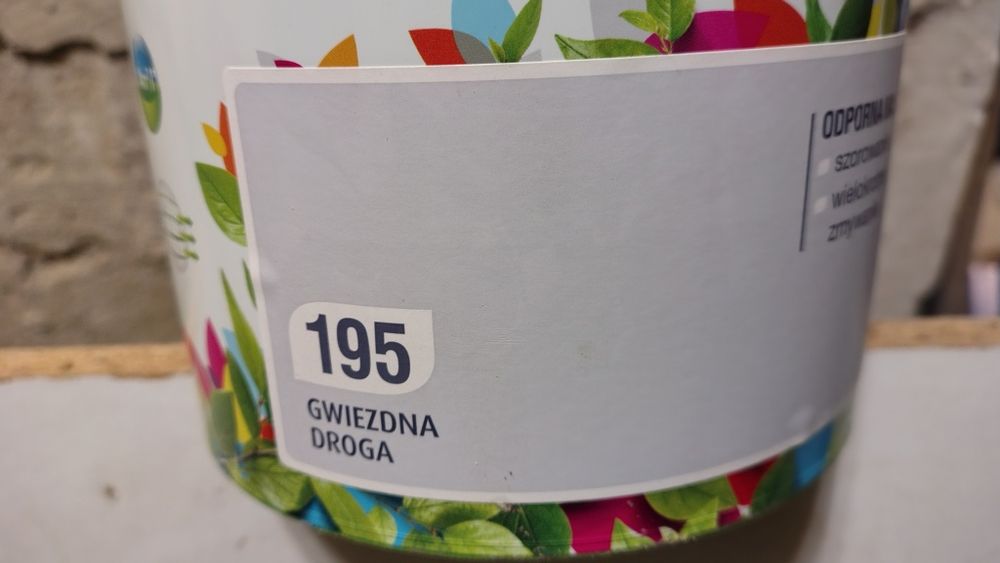 195
GWIEZDNA
DROGA
ODPORNA